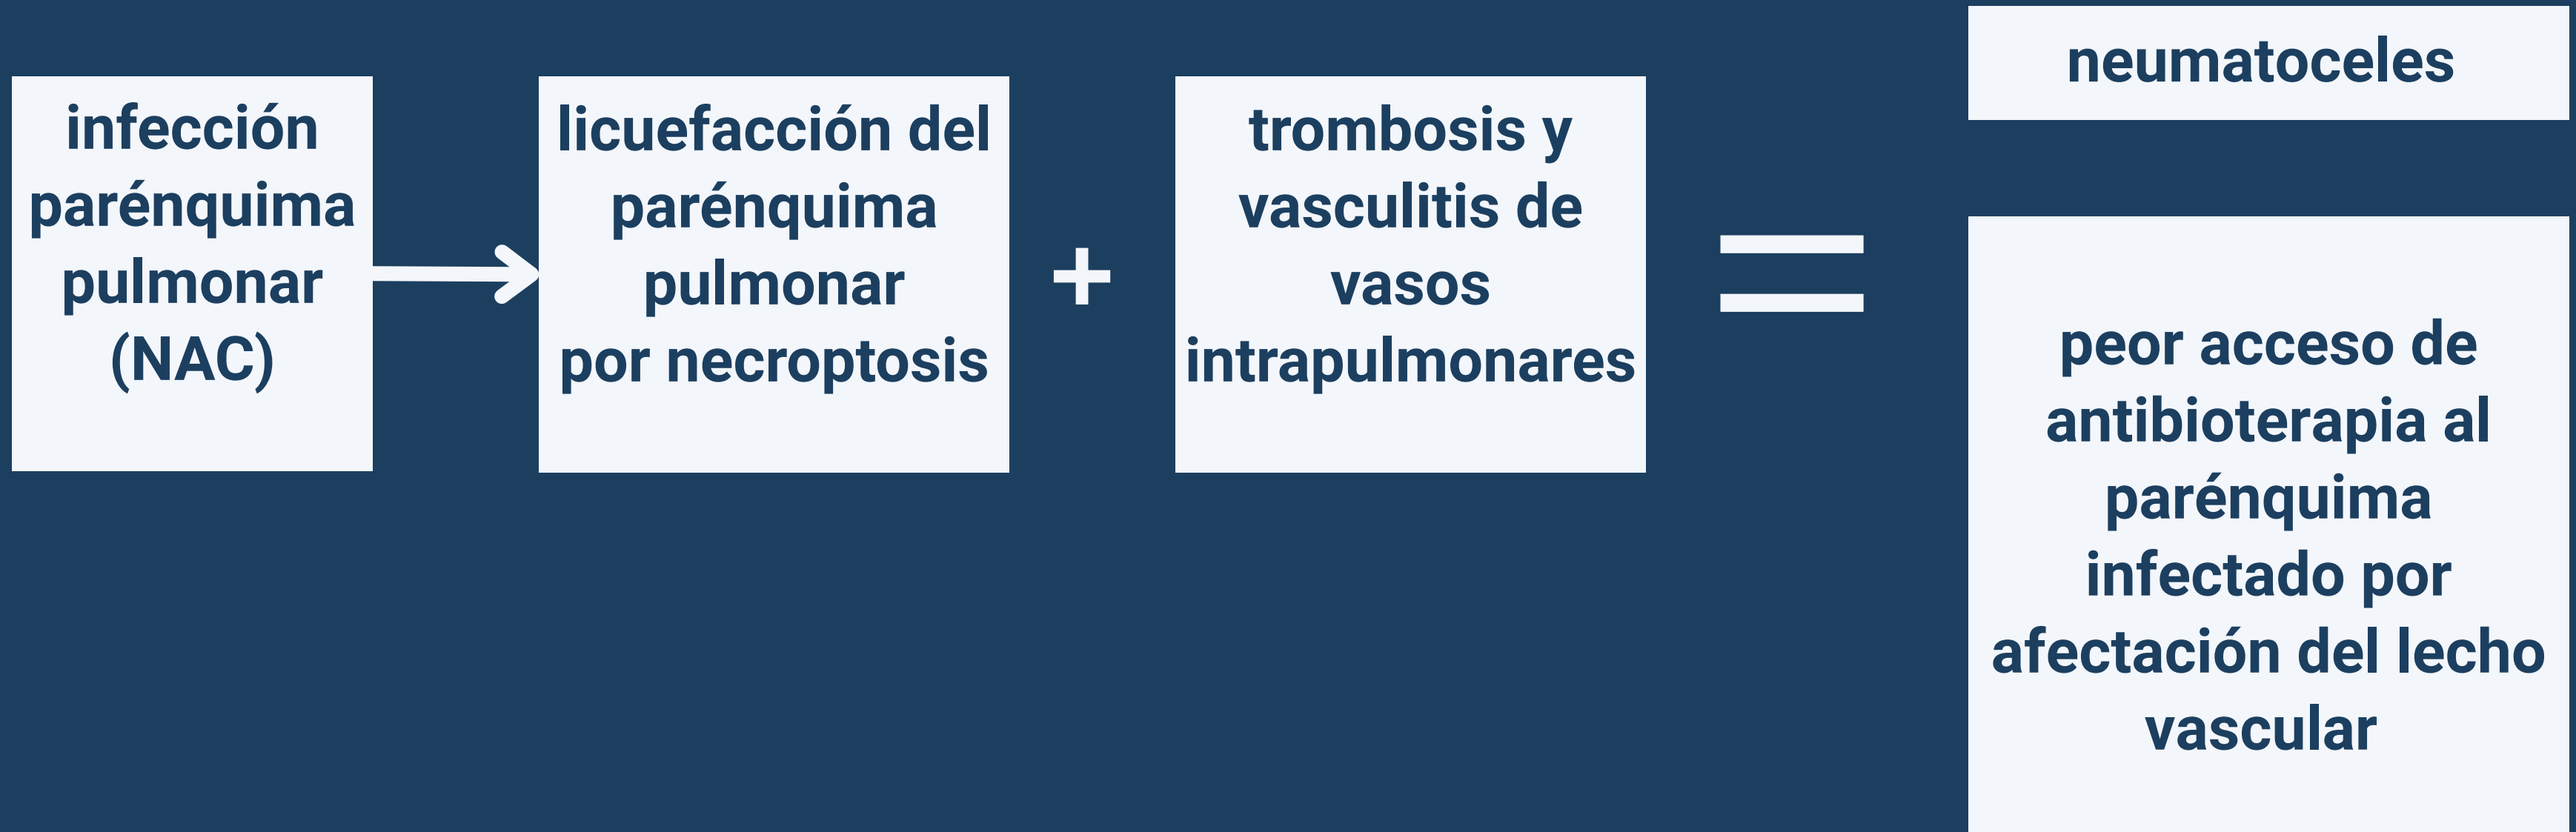 infección
parénquima
pulmonar
(NAC)
licuefacción del
parénquima
pulmonar
por necroptosis
+
trombosis y
vasculitis de
vasos
intrapulmonares
=
neumatoceles
peor acceso de
antibioterapia al
parénquima
infectado por
afectación del lecho
vascular